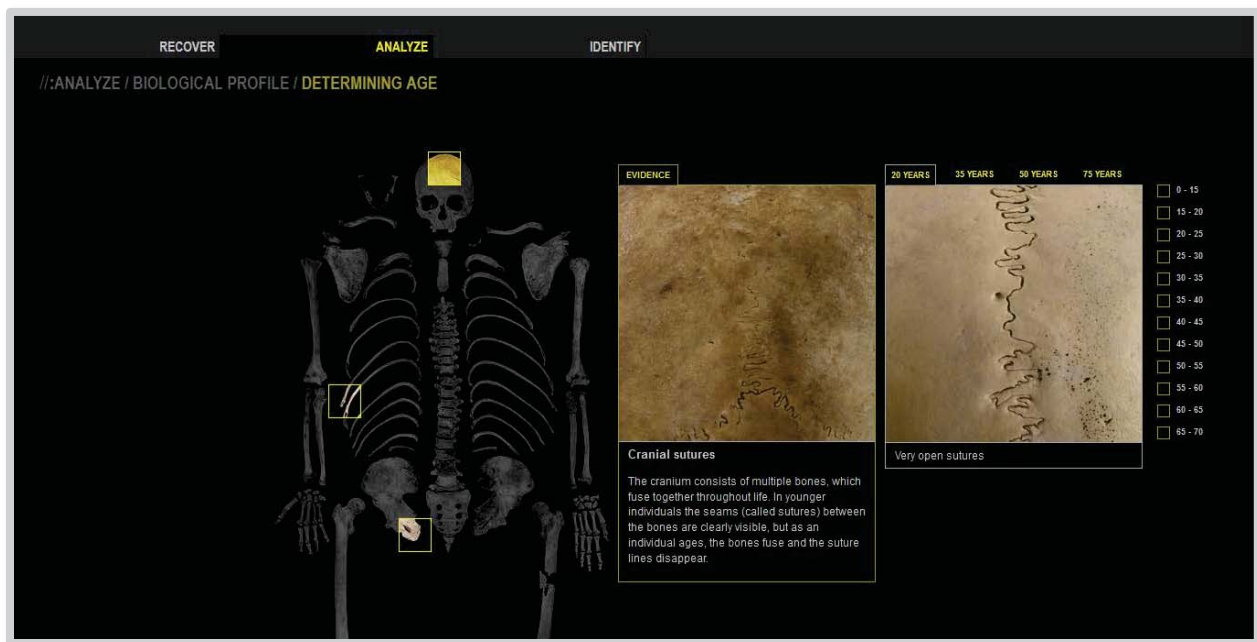 RECOVER ANALYZE IDENTIFY
//:ANALYZE / BIOLOGICAL PROFILE / DETERMINING AGE
EVIDENCE
Cranial sutures
The cranium consists of multiple bones, which
fuse together throughout life. In younger
individuals the seams (called sutures) between
the bones are clearly visible, but as an
individual ages, the bones fuse and the suture
lines disappear.
20 YEARS 35 YEARS 50 YEARS 75 YEARS
Very open sutures
0 - 15
15 - 20
20 - 25
25 - 30
30 - 35
35 - 40
40 - 45
45 - 50
50 - 55
55 - 60
60 - 65
65 - 70